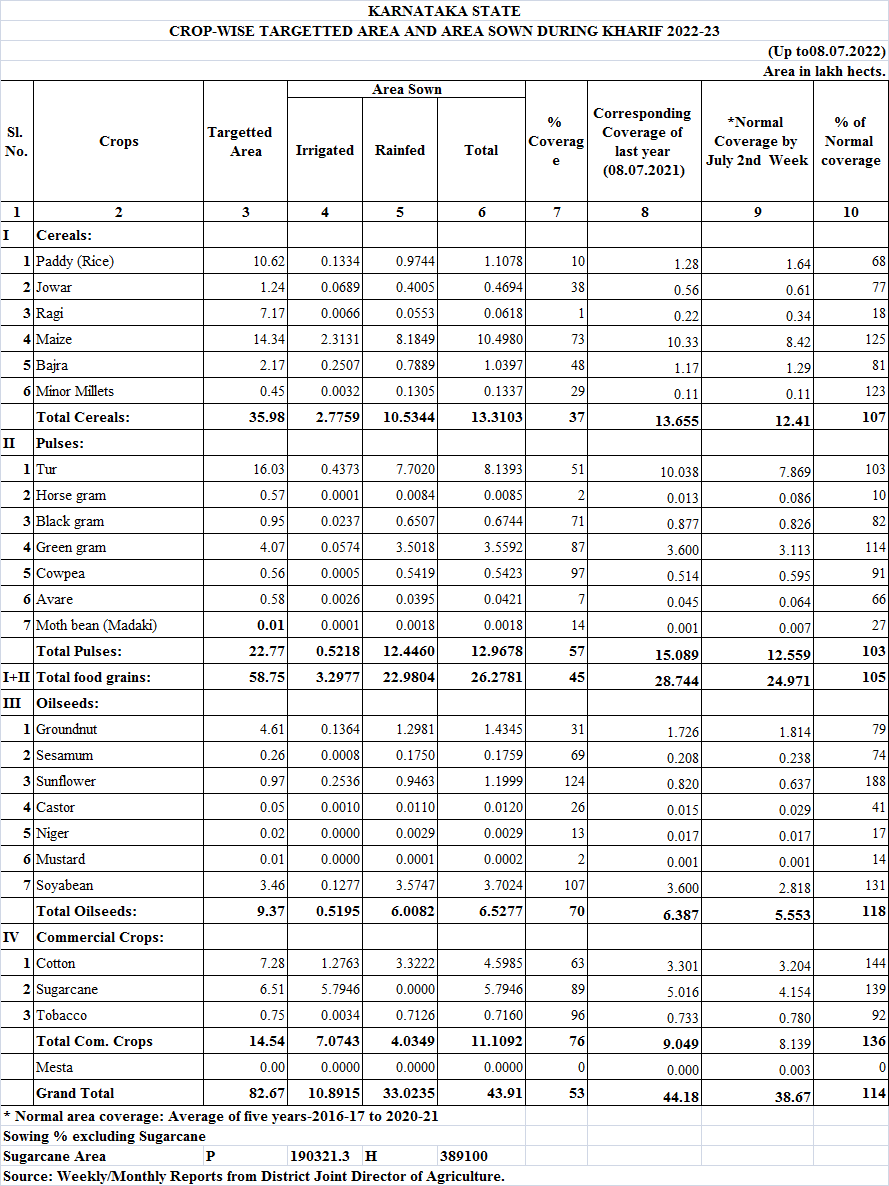 KARNATAKA STATE
CROP-WISE TARGETTED AREA AND AREA SOWN DURING KHARIF 2022-23
(Up to08.07.2022)
Area in lakh hects.
Sl. No. Crops Targetted Area Area Sown Irrigated Rainfed Total % Coverag e Corresponding Coverage of last year (08.07.2021) *Normal Coverage by July 2nd Week % of Normal coverage
1 2 3 4 5 6 7 8 9 10
I Cereals:
1 Paddy (Rice) 10.62 0.1334 0.9744 1.1078 10 1.28 1.64 68
2 Jowar 1.24 0.0689 0.4005 0.4694 38 0.56 0.61 77
3 Ragi 7.17 0.0066 0.0553 0.0618 1 0.22 0.34 18
4 Maize 14.34 2.3131 8.1849 10.4980 73 10.33 8.42 125
5 Bajra 2.17 0.2507 0.7889 1.0397 48 1.17 1.29 81
6 Minor Millets 0.45 0.0032 0.1305 0.1337 29 0.11 0.11 123
Total Cereals: 35.98 2.7759 10.5344 13.3103 37 13.655 12.41 107
II Pulses:
1 Tur 16.03 0.4373 7.7020 8.1393 51 10.038 7.869 103
2 Horse gram 0.57 0.0001 0.0084 0.0085 2 0.013 0.086 10
3 Black gram 0.95 0.0237 0.6507 0.6744 71 0.877 0.826 82
4 Green gram 4.07 0.0574 3.5018 3.5592 87 3.600 3.113 114
5 Cowpea 0.56 0.0005 0.5419 0.5423 97 0.514 0.595 91
6 Avare 0.58 0.0026 0.0395 0.0421 7 0.045 0.064 66
7 Moth bean (Madaki) 0.01 0.0001 0.0018 0.0018 14 0.001 0.007 27
Total Pulses: 22.77 0.5218 12.4460 12.9678 57 15.089 12.559 103
I+II Total food grains: 58.75 3.2977 22.9804 26.2781 45 28.744 24.971 105
III Oilseeds:
1 Groundnut 4.61 0.1364 1.2981 1.4345 31 1.726 1.814 79
2 Sesamum 0.26 0.0008 0.1750 0.1759 69 0.208 0.238 74
3 Sunflower 0.97 0.2536 0.9463 1.1999 124 0.820 0.637 188
4 Castor 0.05 0.0010 0.0110 0.0120 26 0.015 0.029 41
5 Niger 0.02 0.0000 0.0029 0.0029 13 0.017 0.017 17
6 Mustard 0.01 0.0000 0.0001 0.0002 2 0.001 0.001 14
7 Soyabean 3.46 0.1277 3.5747 3.7024 107 3.600 2.818 131
Total Oilseeds: 9.37 0.5195 6.0082 6.5277 70 6.387 5.553 118
IV Commercial Crops:
1 Cotton 7.28 1.2763 3.3222 4.5985 63 3.301 3.204 144
2 Sugarcane 6.51 5.7946 0.0000 5.7946 89 5.016 4.154 139
3 Tobacco 0.75 0.0034 0.7126 0.7160 96 0.733 0.780 92
Total Com. Crops 14.54 7.0743 4.0349 11.1092 76 9.049 8.139 136
Mesta 0.00 0.0000 0.0000 0.0000 0 0.000 0.003 0
Grand Total 82.67 10.8915 33.0235 43.91 53 44.18 38.67 114
* Normal area coverage: Average of five years-2016-17 to 2020-21
Sowing % excluding Sugarcane
Sugarcane Area P 190321.3 H 389100
Source: Weekly/Monthly Reports from District Joint Director of Agriculture.